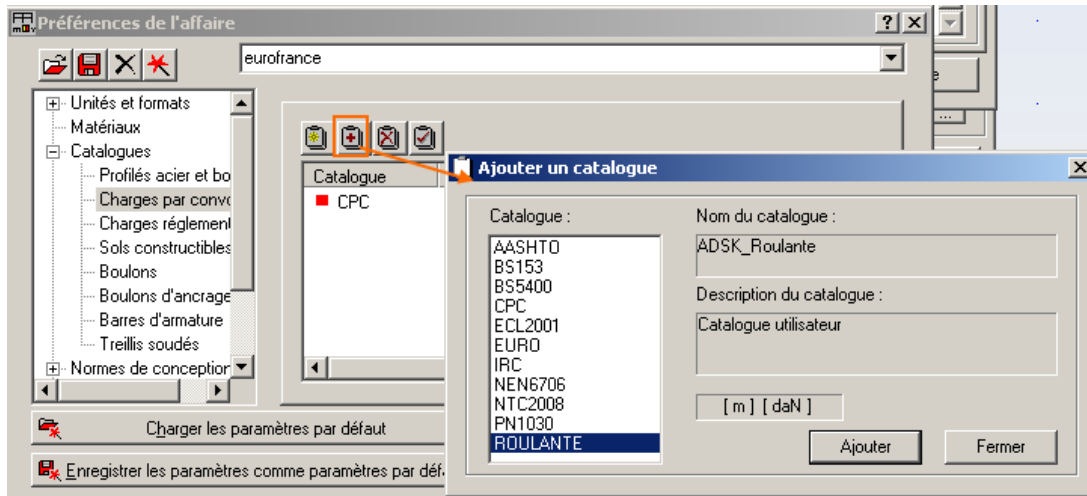 Préférences de l'affaire
eurofrance
Unités et formats
Matériaux
Catalogues
Profilés acier et bo
Charges par convo
Charges réglement
Sols constructibles
Boulons
Boulons d'ancrage
Barres d'armature
Treillis soudés
Normes de conception
Catalogue
CPC
Charger les paramètres par défaut
Enregistrer les paramètres comme paramètres par déf
Ajouter un catalogue
Catalogue :
AASHTO
BS153
BS5400
CPC
ECL2001
EURO
IRC
NEN6706
NTC2008
PN1030
ROULANTE
Nom du catalogue :
ADSK_Roulante
Description du catalogue :
Catalogue utilisateur
[ m ] [ daN ]
Ajouter
Fermer